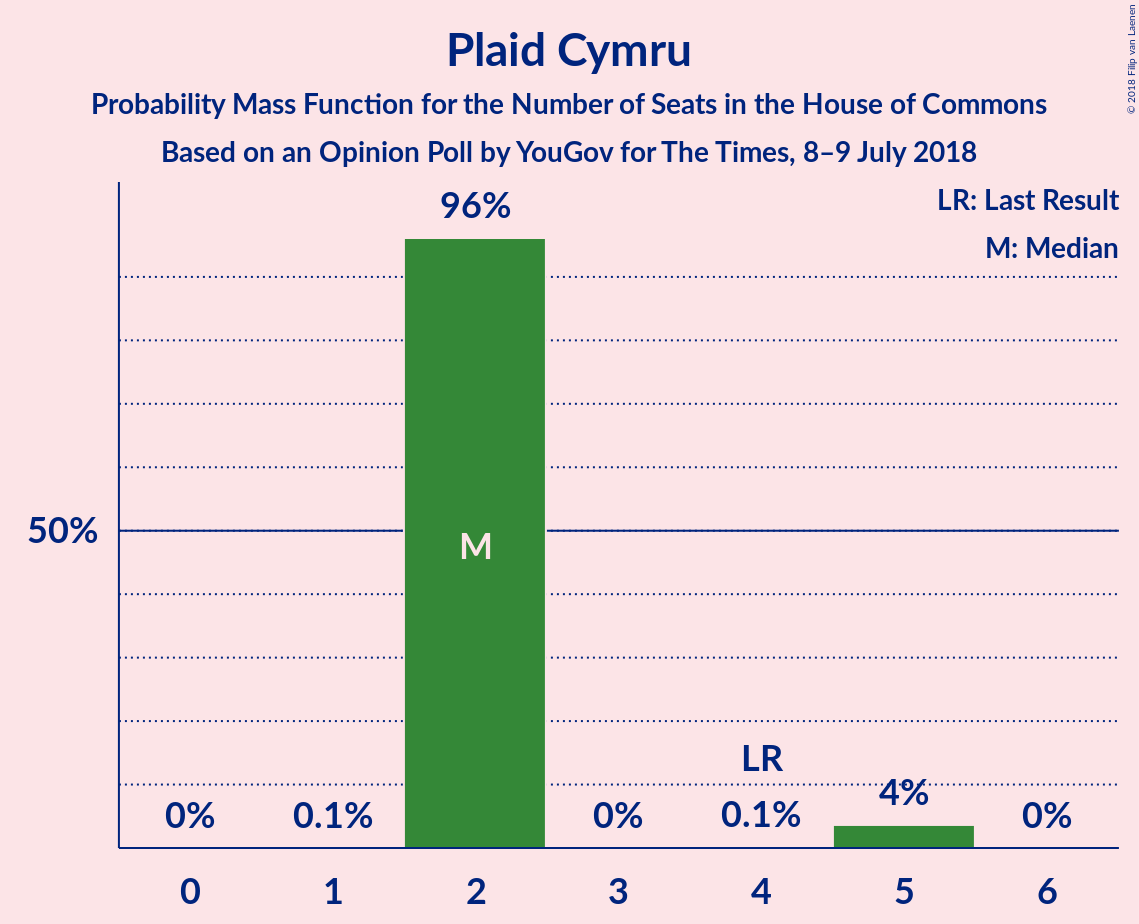 Plaid Cymru
Probability Mass Function for the Number of Seats in the House of Commons
Based on an Opinion Poll by YouGov for The Times, 8–9 July 2018
© 2018 Filip van Laenen
LR: Last Result
M: Median
96%
50%
M
LR
0%
0.1%
0%
0.1%
4%
0%
0
1
2
3
4
5
6